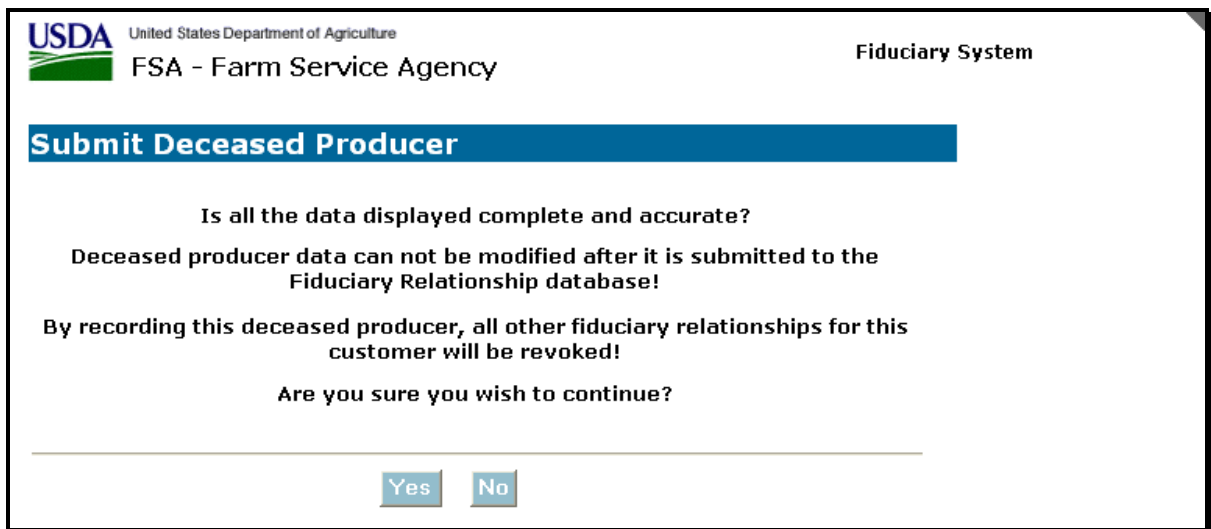 USDA
United States Department of Agriculture
FSA - Farm Service Agency
Fiduciary System
Submit Deceased Producer
Is all the data displayed complete and accurate?
Deceased producer data can not be modified after it is submitted to the
Fiduciary Relationship database!
By recording this deceased producer, all other fiduciary relationships for this
customer will be revoked!
Are you sure you wish to continue?
Yes No